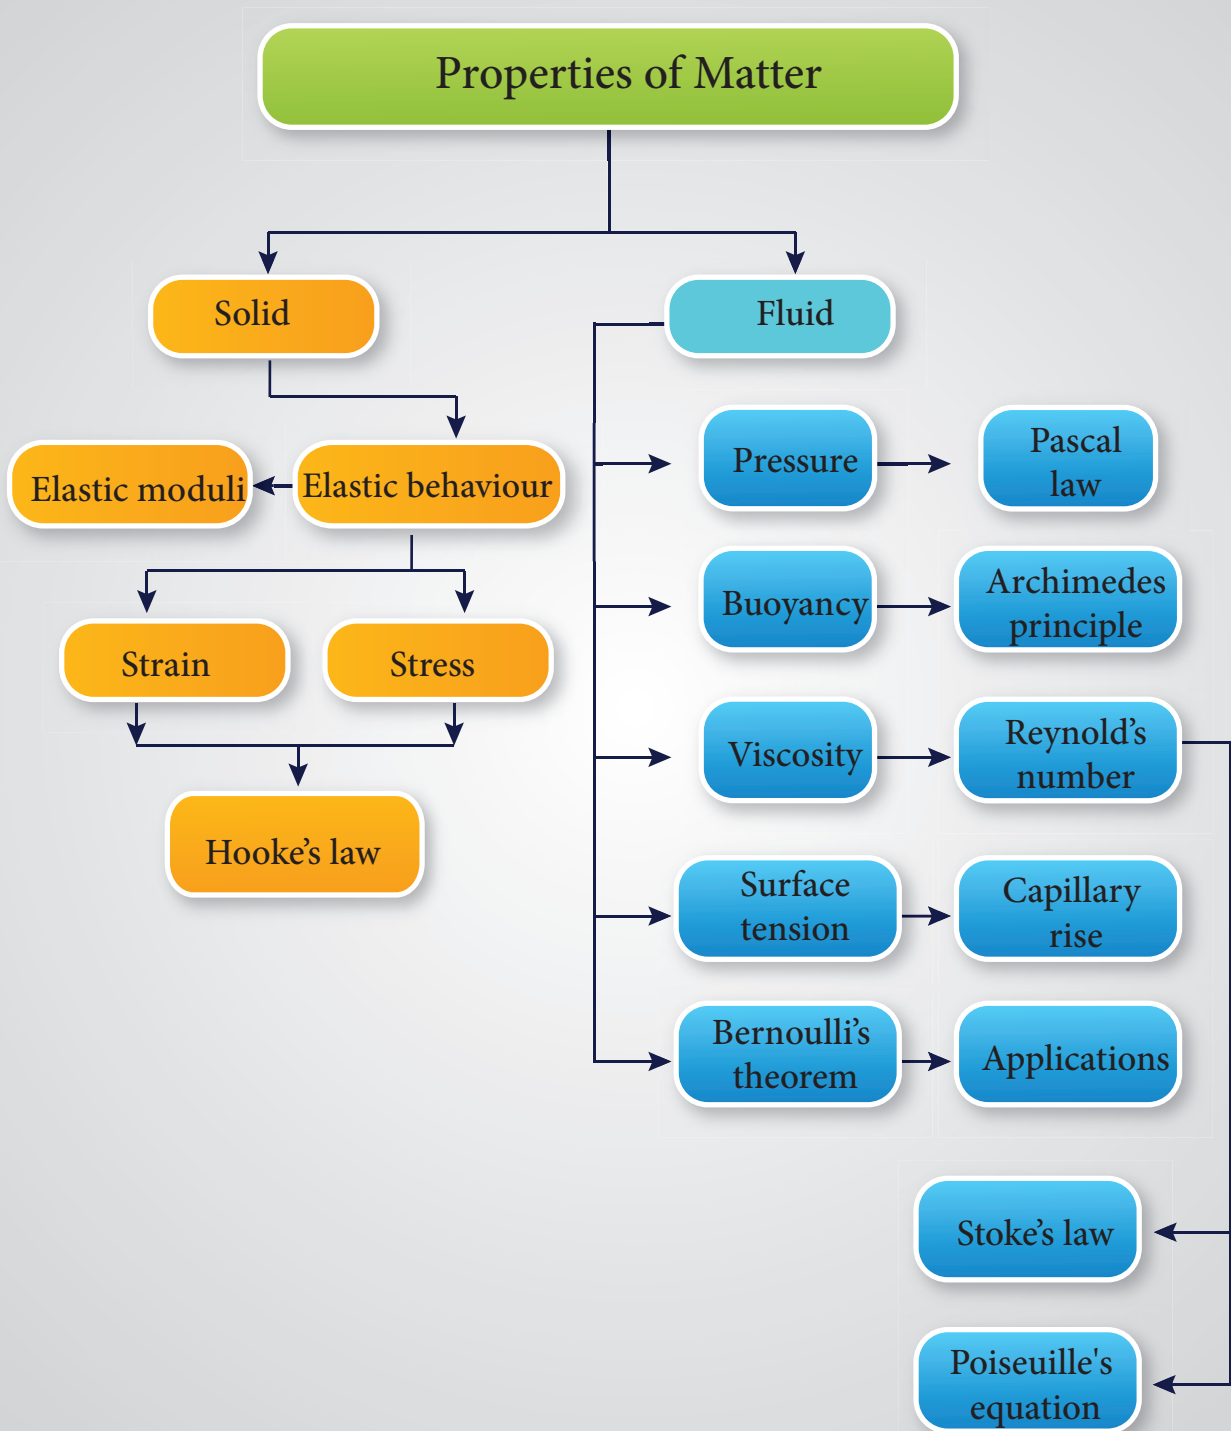 Properties of Matter
Solid
Fluid
Elastic moduli
Elastic behaviour
Strain
Stress
Hooke's law
Pressure
Pascal
law
Buoyancy
Archimedes
principle
Viscosity
Reynold's
number
Surface
tension
Capillary
rise
Bernoulli's
theorem
Applications
Stoke's law
Poiseuille's
equation